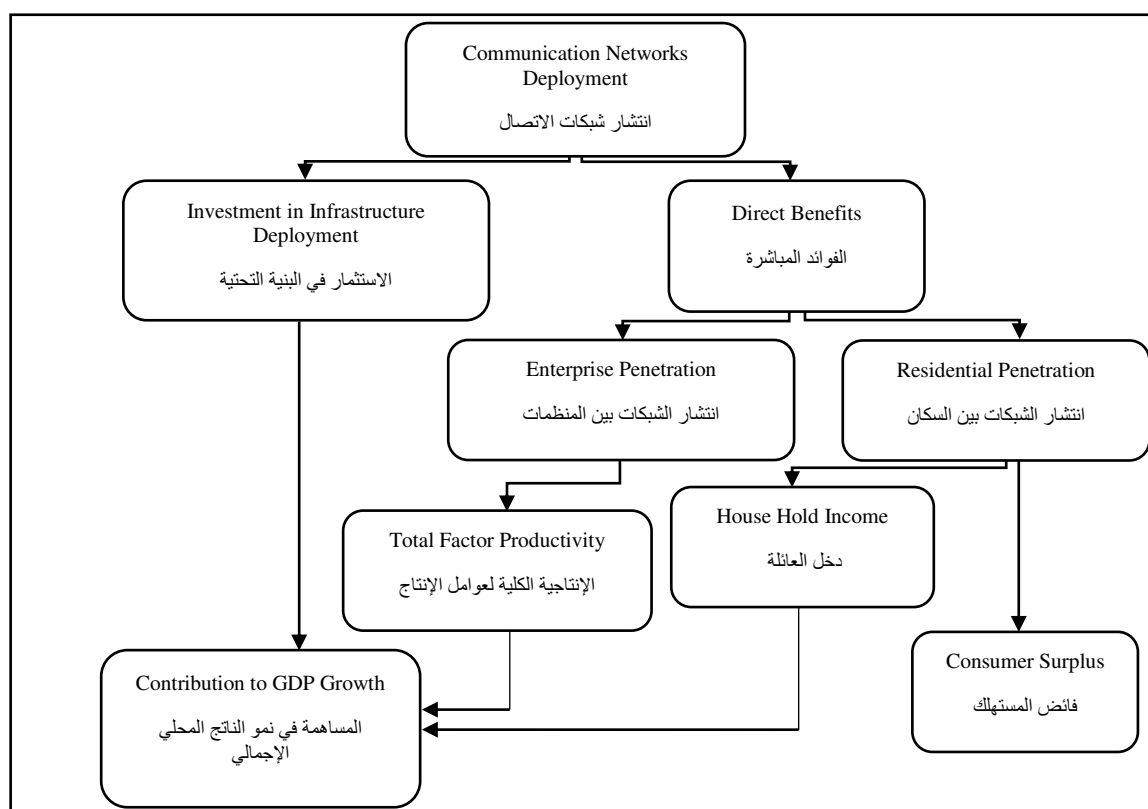 Communication Networks
Deployment
انتشار شبكات الاتصال
Investment in Infrastructure
Deployment
الاستثمار في البنية التحتية
Direct Benefits
الفوائد المباشرة
Enterprise Penetration
انتشار الشبكات بين المنظمات
Residential Penetration
انتشار الشبكات بين السكان
Total Factor Productivity
الإنتاجية الكلية لعوامل الإنتاج
House Hold Income
دخل العائلة
Contribution to GDP Growth
المساهمة في نمو الناتج المحلي
الإجمالي
Consumer Surplus
فائض المستهلك